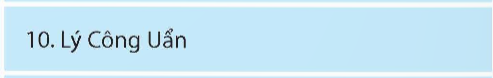 10. Lý Công Uẩn